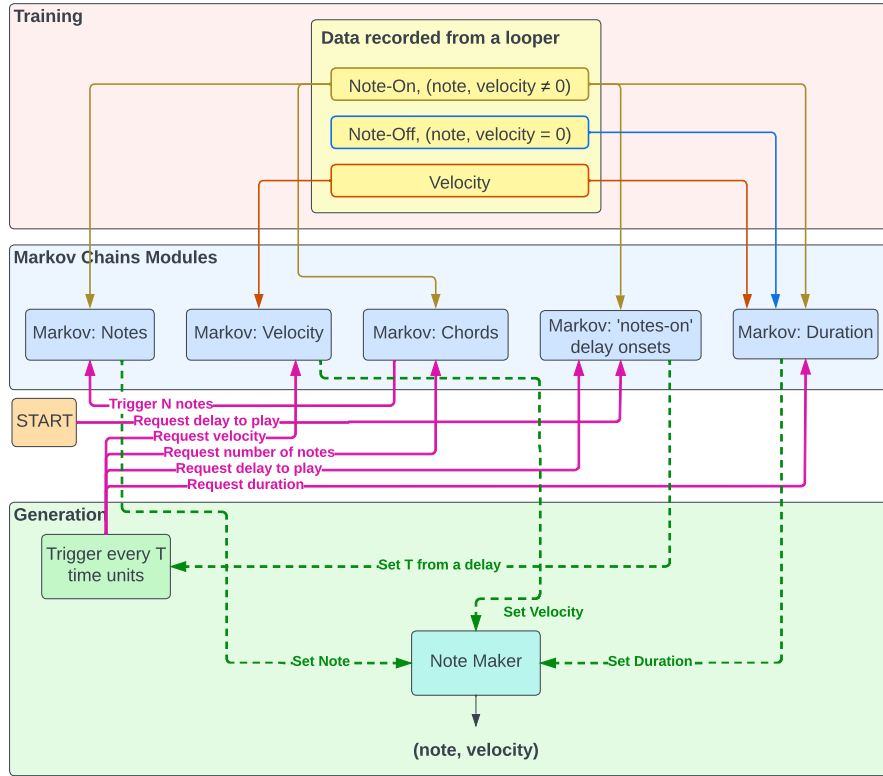 Training
Data recorded from a looper
Note-On, (note, velocity ≠ 0)
Note-Off, (note, velocity = 0)
Velocity
Markov Chains Modules
Markov: Notes
Markov: Velocity
Markov: Chords
Markov: 'notes-on'
delay onsets
Markov: Duration
Trigger N notes
START
Request delay to play
Request velocity
Request number of notes
Request delay to play
Request duration
Generation
Trigger every T
time units
Set T from a delay
Set Velocity
Set Note
Note Maker
Set Duration
(note, velocity)